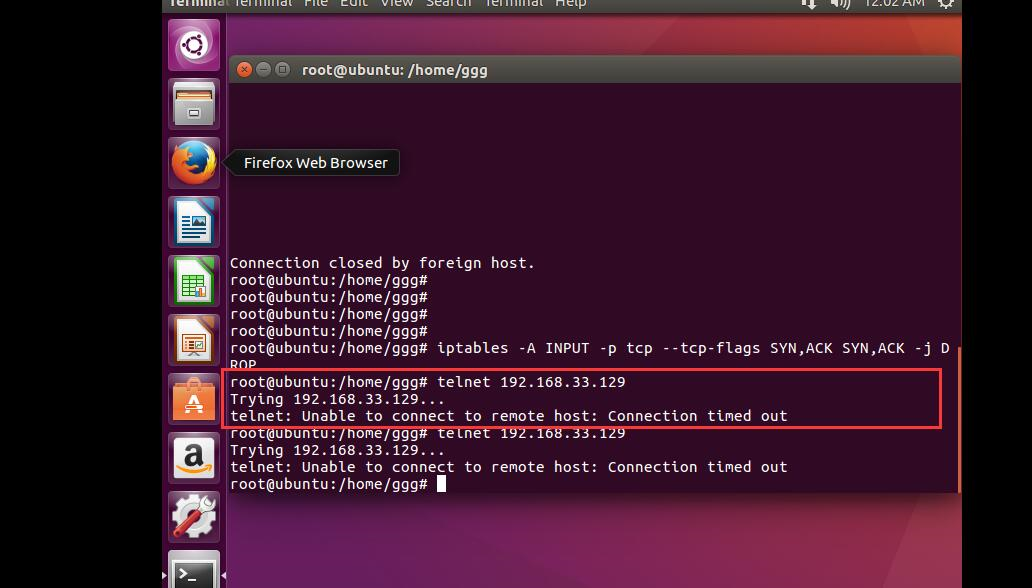 Terminal Terminal File Edit View Search Terminal Help 12:02 AM
root@ubuntu: /home/ggg
Firefox Web Browser
Connection closed by foreign host.
root@ubuntu:/home/ggg#
root@ubuntu:/home/ggg#
root@ubuntu:/home/ggg#
root@ubuntu:/home/ggg#
root@ubuntu:/home/ggg# iptables -A INPUT -p tcp --tcp-flags SYN,ACK SYN,ACK -j D
ROP
root@ubuntu:/home/ggg# telnet 192.168.33.129
Trying 192.168.33.129...
telnet: Unable to connect to remote host: Connection timed out
root@ubuntu:/home/ggg# telnet 192.168.33.129
Trying 192.168.33.129...
telnet: Unable to connect to remote host: Connection timed out
root@ubuntu:/home/ggg#